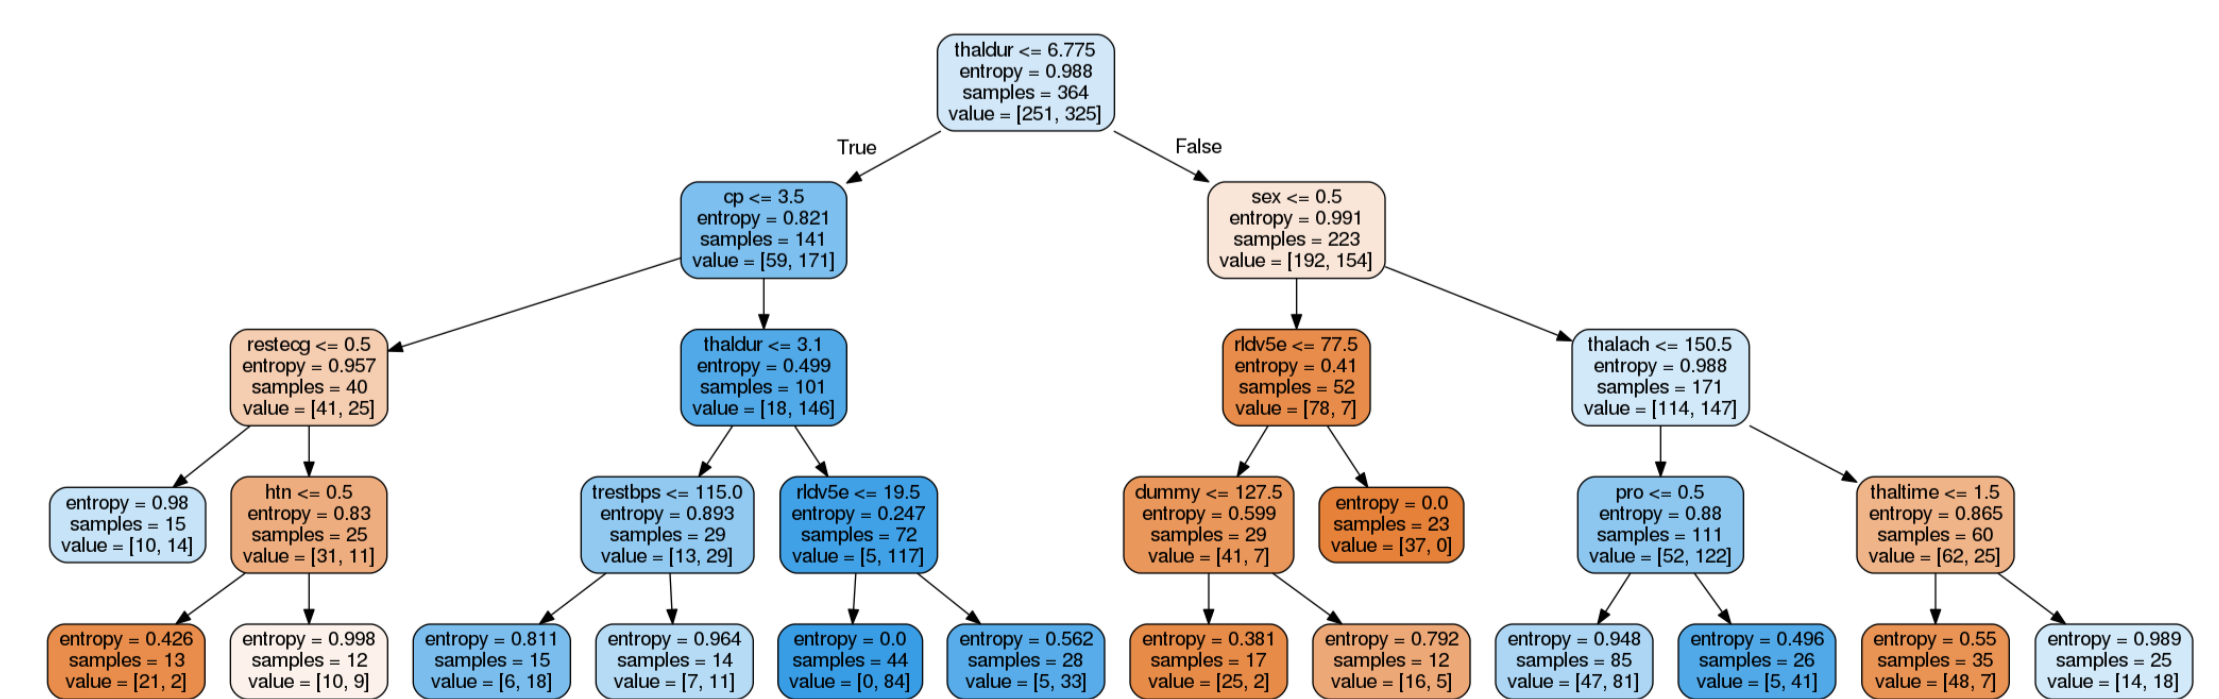 thaldur <= 6.775
entropy = 0.988
samples = 364
value = [251, 325]
True
False
cp <= 3.5
entropy = 0.821
samples = 141
value = [59, 171]
sex <= 0.5
entropy = 0.991
samples = 223
value = [192, 154]
restecg <= 0.5
entropy = 0.957
samples = 40
value = [41, 25]
thaldur <= 3.1
entropy = 0.499
samples = 101
value = [18, 146]
rldv5e <= 77.5
entropy = 0.41
samples = 52
value = [78, 7]
thalach <= 150.5
entropy = 0.988
samples = 171
value = [114, 147]
entropy = 0.98
samples = 15
value = [10, 14]
htn <= 0.5
entropy = 0.83
samples = 25
value = [31, 11]
trestbps <= 115.0
entropy = 0.893
samples = 29
value = [13, 29]
rldv5e <= 19.5
entropy = 0.247
samples = 72
value = [5, 117]
dummy <= 127.5
entropy = 0.599
samples = 29
value = [41, 7]
entropy = 0.0
samples = 23
value = [37, 0]
pro <= 0.5
entropy = 0.88
samples = 111
value = [52, 122]
thaltime <= 1.5
entropy = 0.865
samples = 60
value = [62, 25]
entropy = 0.426
samples = 13
value = [21, 2]
entropy = 0.998
samples = 12
value = [10, 9]
entropy = 0.811
samples = 15
value = [6, 18]
entropy = 0.964
samples = 14
value = [7, 11]
entropy = 0.0
samples = 44
value = [0, 84]
entropy = 0.562
samples = 28
value = [5, 33]
entropy = 0.381
samples = 17
value = [25, 2]
entropy = 0.792
samples = 12
value = [16, 5]
entropy = 0.948
samples = 85
value = [47, 81]
entropy = 0.496
samples = 26
value = [5, 41]
entropy = 0.55
samples = 35
value = [48, 7]
entropy = 0.989
samples = 25
value = [14, 18]